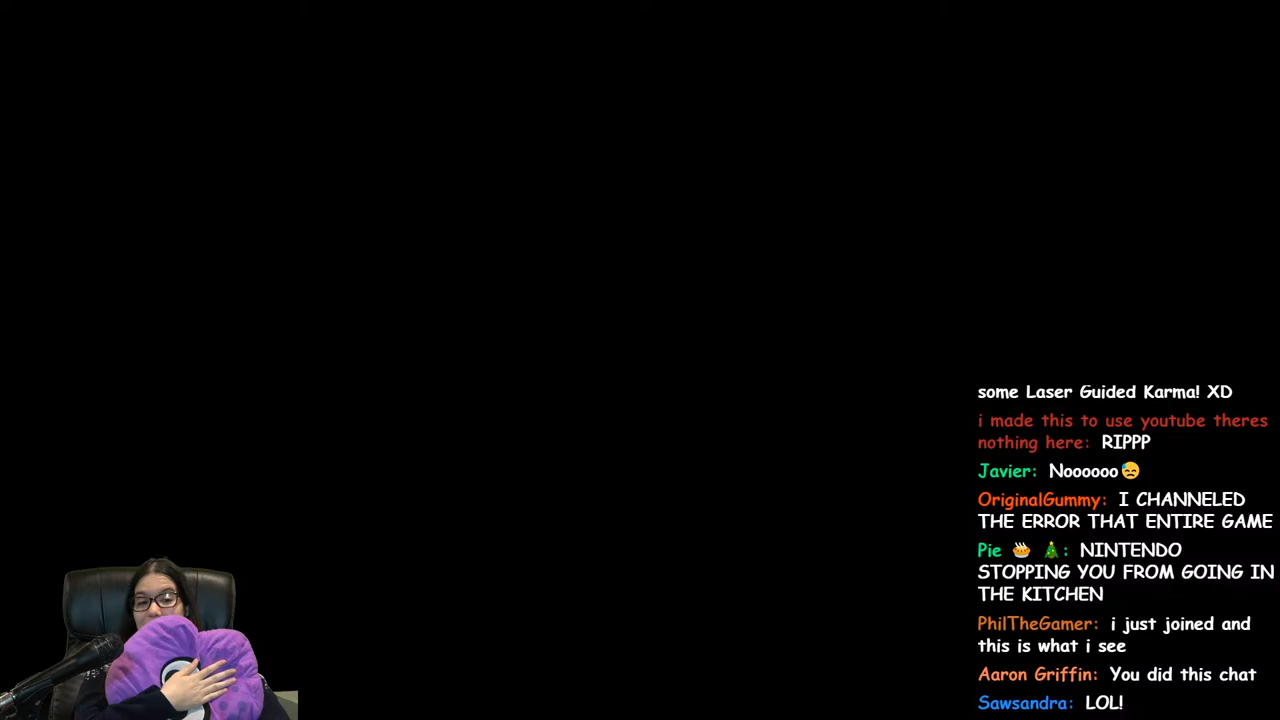 some Laser Guided Karma! XD
i made this to use youtube theres
nothing here: RIPPP
Javier: Noooooo😓
OriginalGummy: I CHANNELED
THE ERROR THAT ENTIRE GAME
Pie 🥧 🎄: NINTENDO
STOPPING YOU FROM GOING IN
THE KITCHEN
PhilTheGamer: i just joined and
this is what i see
Aaron Griffin: You did this chat
Sawsandra: LOL!